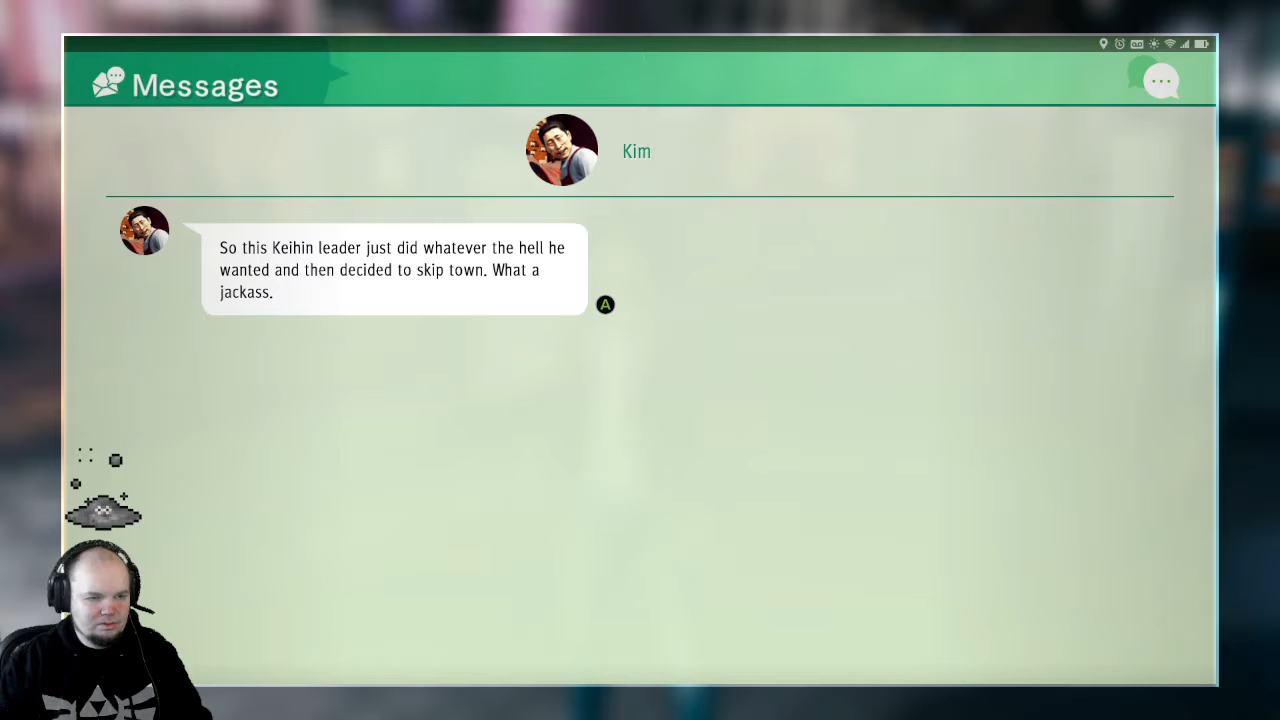 Messages
Kim
So this Keihin leader just did whatever the hell he
wanted and then decided to skip town. What a
jackass.
A